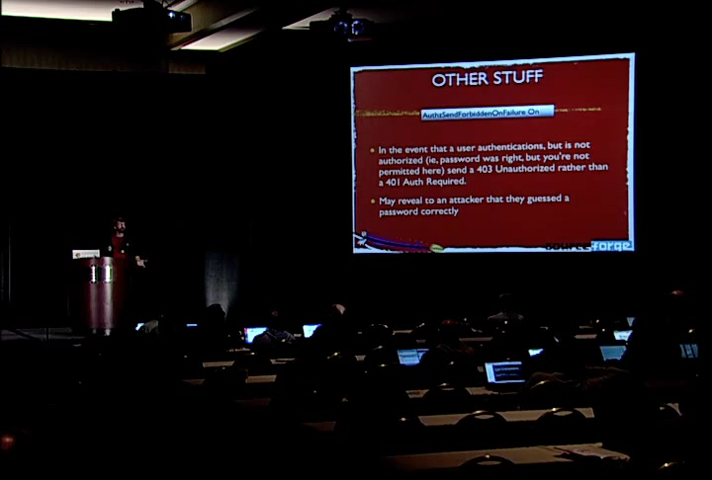 OTHER STUFF
AuthzSendForbiddenOnFailure On
In the event that a user authentications, but is not
authorized (ie, password was right, but you're not
permitted here) send a 403 Unauthorized rather than
a 401 Auth Required.
May reveal to an attacker that they guessed a
password correctly
sourceforge